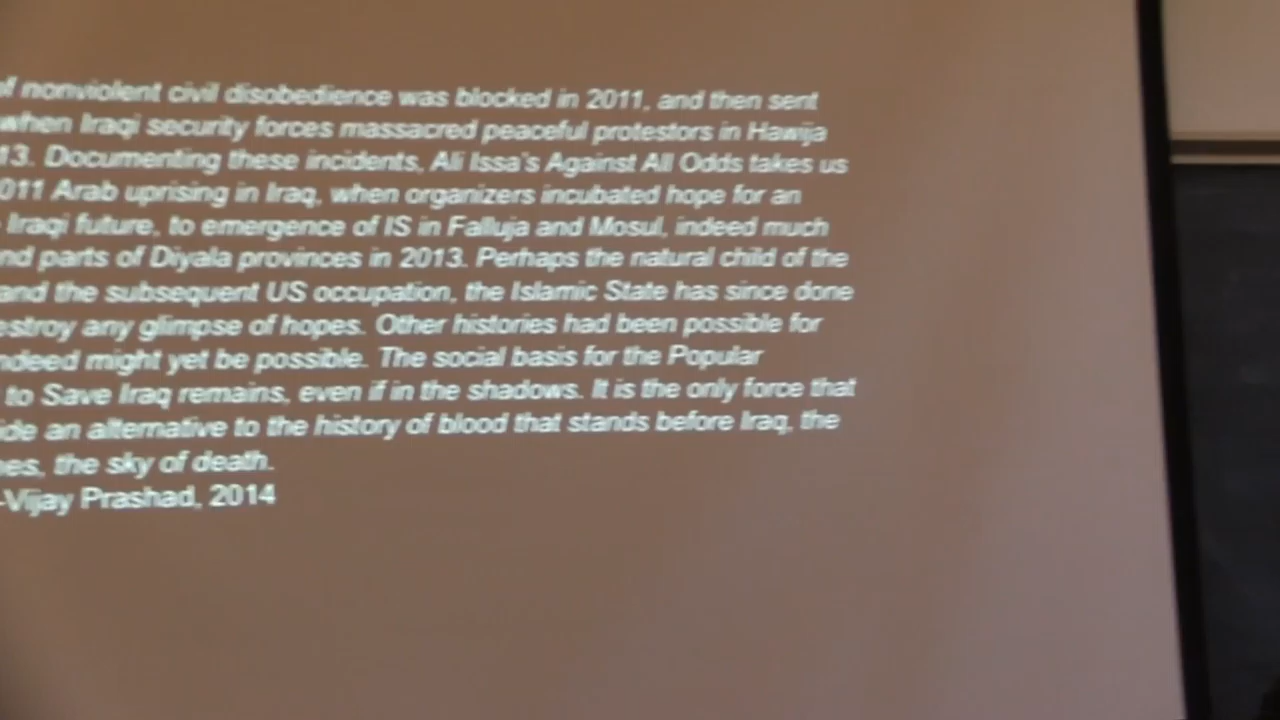 of nonviolent civil disobedience was blocked in 2011, and then sent
when Iraqi security forces massacred peaceful protestors in Hawija
13. Documenting these incidents, Ali Issa's Against All Odds takes us
011 Arab uprising in Iraq, when organizers incubated hope for an
Iraqi future, to emergence of IS in Falluja and Mosul, indeed much
nd parts of Diyala provinces in 2013. Perhaps the natural child of the
and the subsequent US occupation, the Islamic State has since done
estroy any glimpse of hopes. Other histories had been possible for
ndeed might yet be possible. The social basis for the Popular
to Save Iraq remains, even if in the shadows. It is the only force that
ide an alternative to the history of blood that stands before Iraq, the
nes, the sky of death.
-Vijay Prashad, 2014